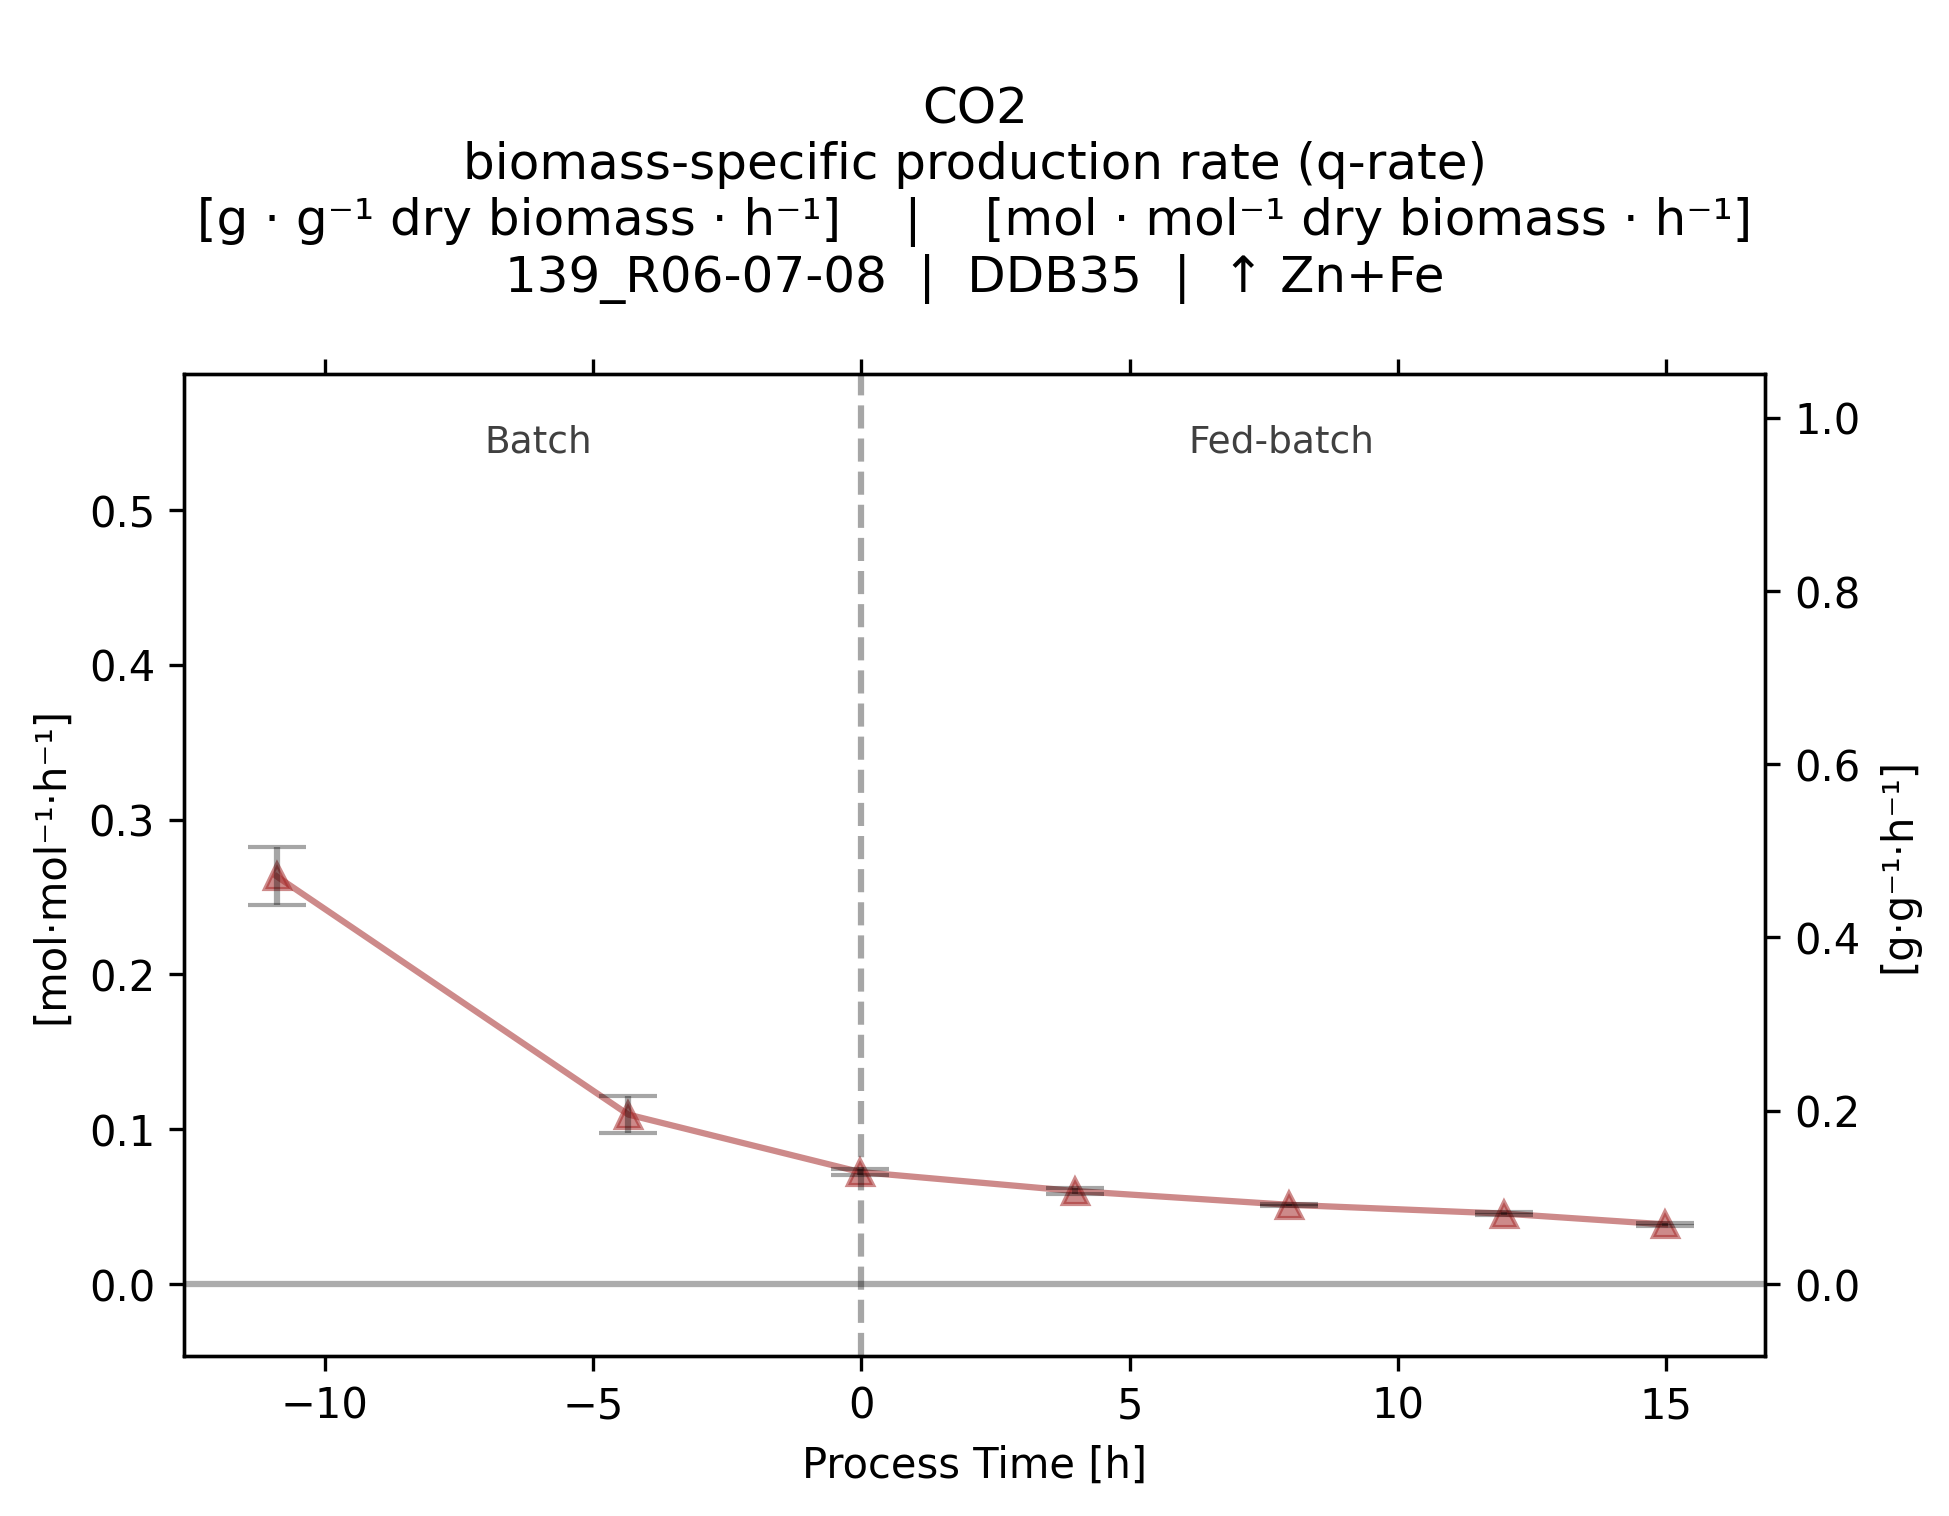 CO2
biomass-specific production rate (q-rate)
[g · g⁻¹ dry biomass · h⁻¹]    |    [mol · mol⁻¹ dry biomass · h⁻¹]
139_R06-07-08  |  DDB35  |  ↑ Zn+Fe
Batch
Fed-batch
0.5
0.4
0.3
0.2
0.1
0.0
[mol·mol⁻¹·h⁻¹]
1.0
0.8
0.6
0.4
0.2
0.0
[g·g⁻¹·h⁻¹]
−10
−5
0
5
10
15
Process Time [h]